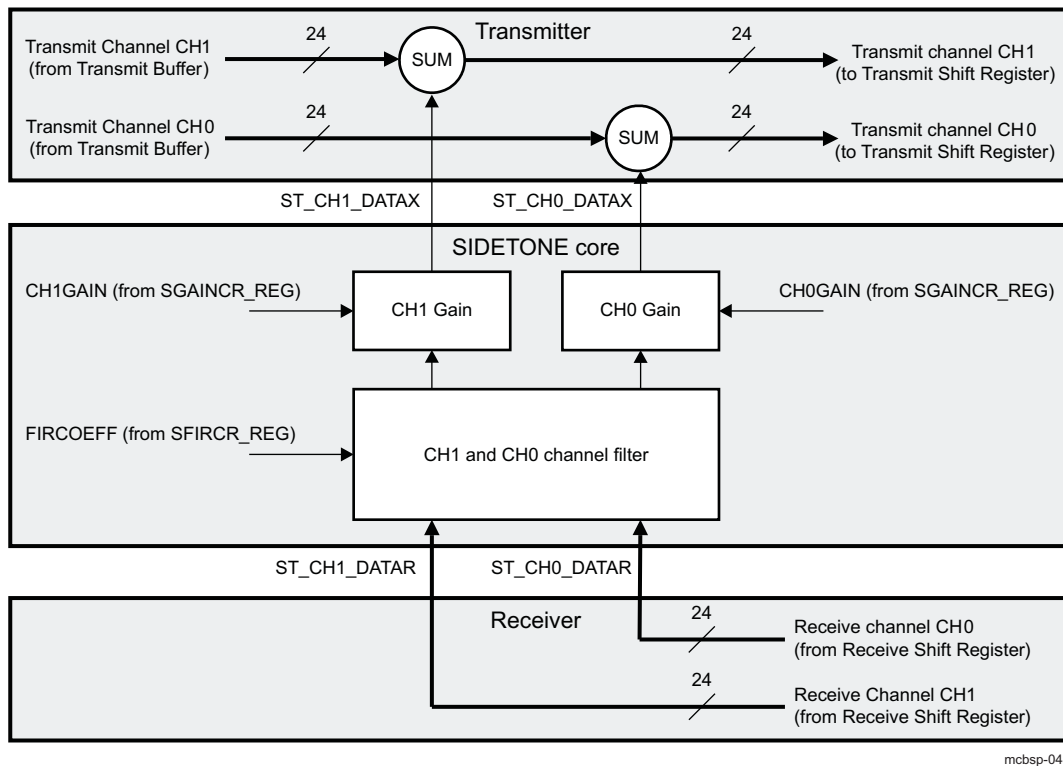 Transmitter
Transmit Channel CH1
(from Transmit Buffer)
24
SUM
24
Transmit channel CH1
(to Transmit Shift Register)
Transmit Channel CH0
(from Transmit Buffer)
24
SUM
24
Transmit channel CH0
(to Transmit Shift Register)
ST_CH1_DATAX
ST_CH0_DATAX
SIDETONE core
CH1GAIN (from SGAINCR_REG)
CH1 Gain
CH0 Gain
CH0GAIN (from SGAINCR_REG)
FIRCOEFF (from SFIRCR_REG)
CH1 and CH0 channel filter
ST_CH1_DATAR
ST_CH0_DATAR
Receiver
24
Receive channel CH0
(from Receive Shift Register)
24
Receive Channel CH1
(from Receive Shift Register)
mcbsp-04